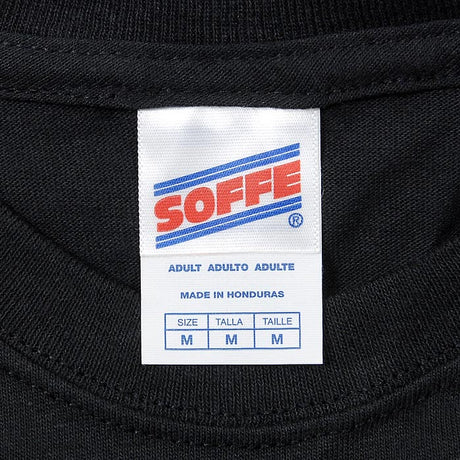 SOFFE ®
ADULT ADULTO ADULTE
MADE IN HONDURAS
SIZE TALLA TAILLE
M M M